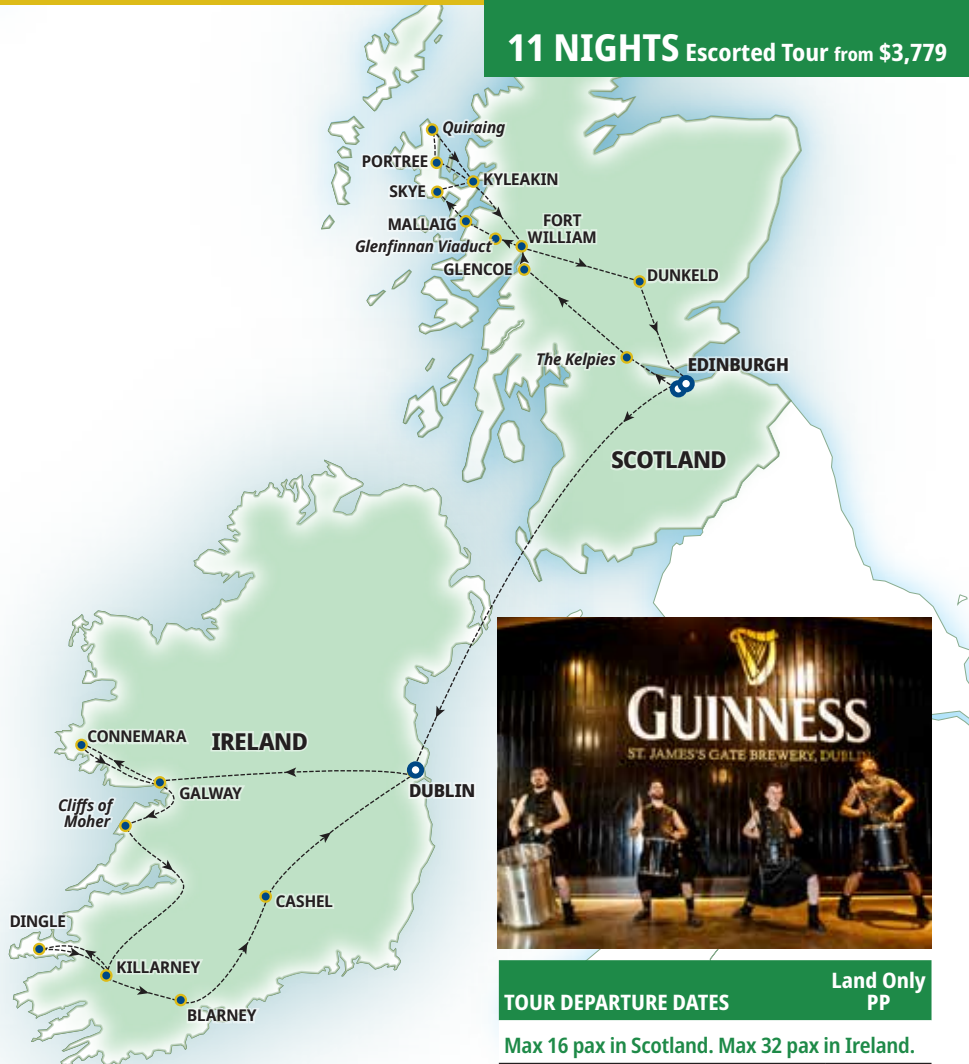 11 NIGHTS Escorted Tour from $3,779
Quiraing
PORTREE
KYLEAKIN
SKYE
MALLAIG
FORT
WILLIAM
Glenfinnan Viaduct
GLENCOE
DUNKELD
The Kelpies
EDINBURGH
SCOTLAND
GUINNESS
ST. JAMES'S GATE BREWERY, DUBLIN
CONNEMARA
IRELAND
GALWAY
DUBLIN
Cliffs of
Moher
CASHEL
DINGLE
KILLARNEY
BLARNEY
TOUR DEPARTURE DATES
Land Only
PP
Max 16 pax in Scotland. Max 32 pax in Ireland.